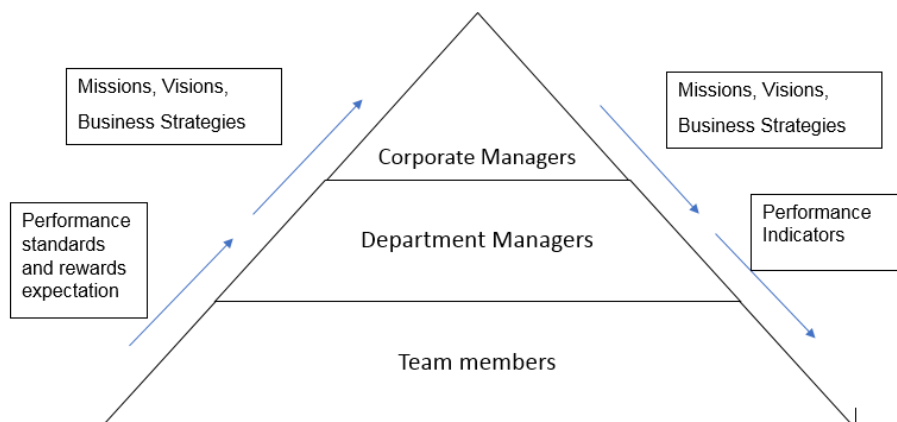 Missions, Visions,
Business Strategies
Missions, Visions,
Business Strategies
Corporate Managers
Performance
standards
and rewards
expectation
Department Managers
Performance
Indicators
Team members